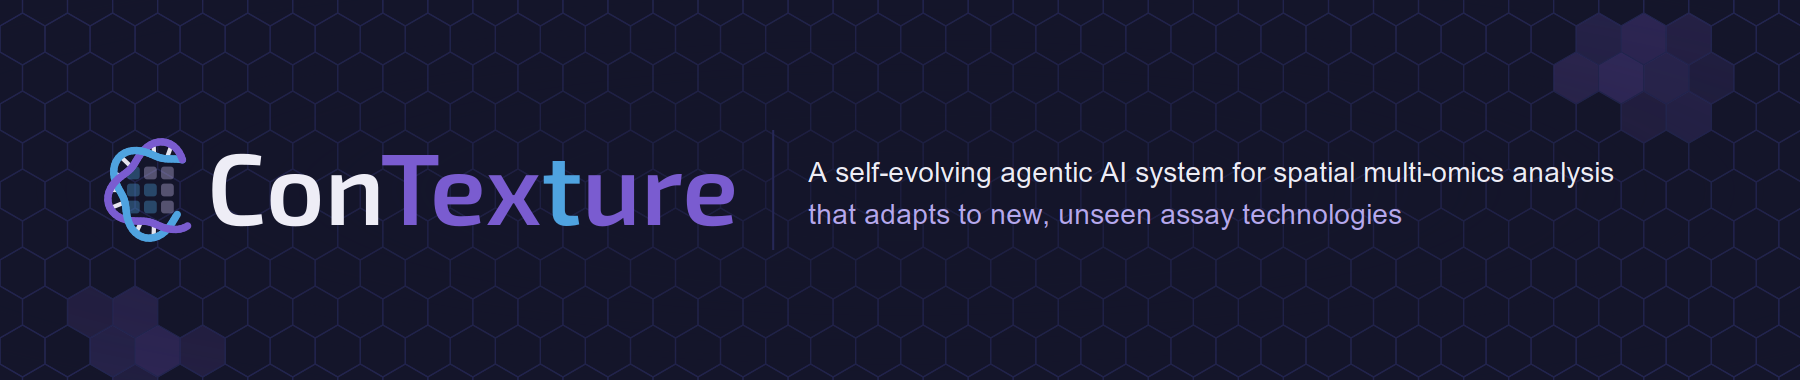 ConTexture
A self-evolving agentic AI system for spatial multi-omics analysis
that adapts to new, unseen assay technologies